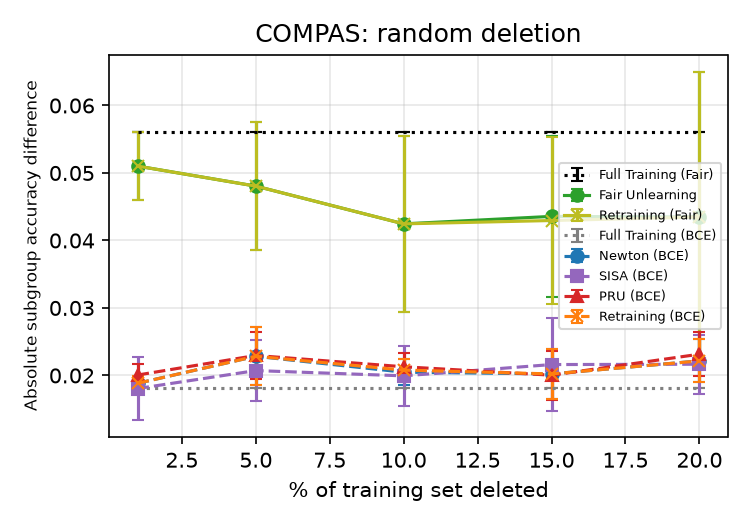 COMPAS: random deletion
Absolute subgroup accuracy difference
0.06
0.05
0.04
0.03
0.02
Full Training (Fair)
Fair Unlearning
Retraining (Fair)
Full Training (BCE)
Newton (BCE)
SISA (BCE)
PRU (BCE)
Retraining (BCE)
2.5 5.0 7.5 10.0 12.5 15.0 17.5 20.0
% of training set deleted